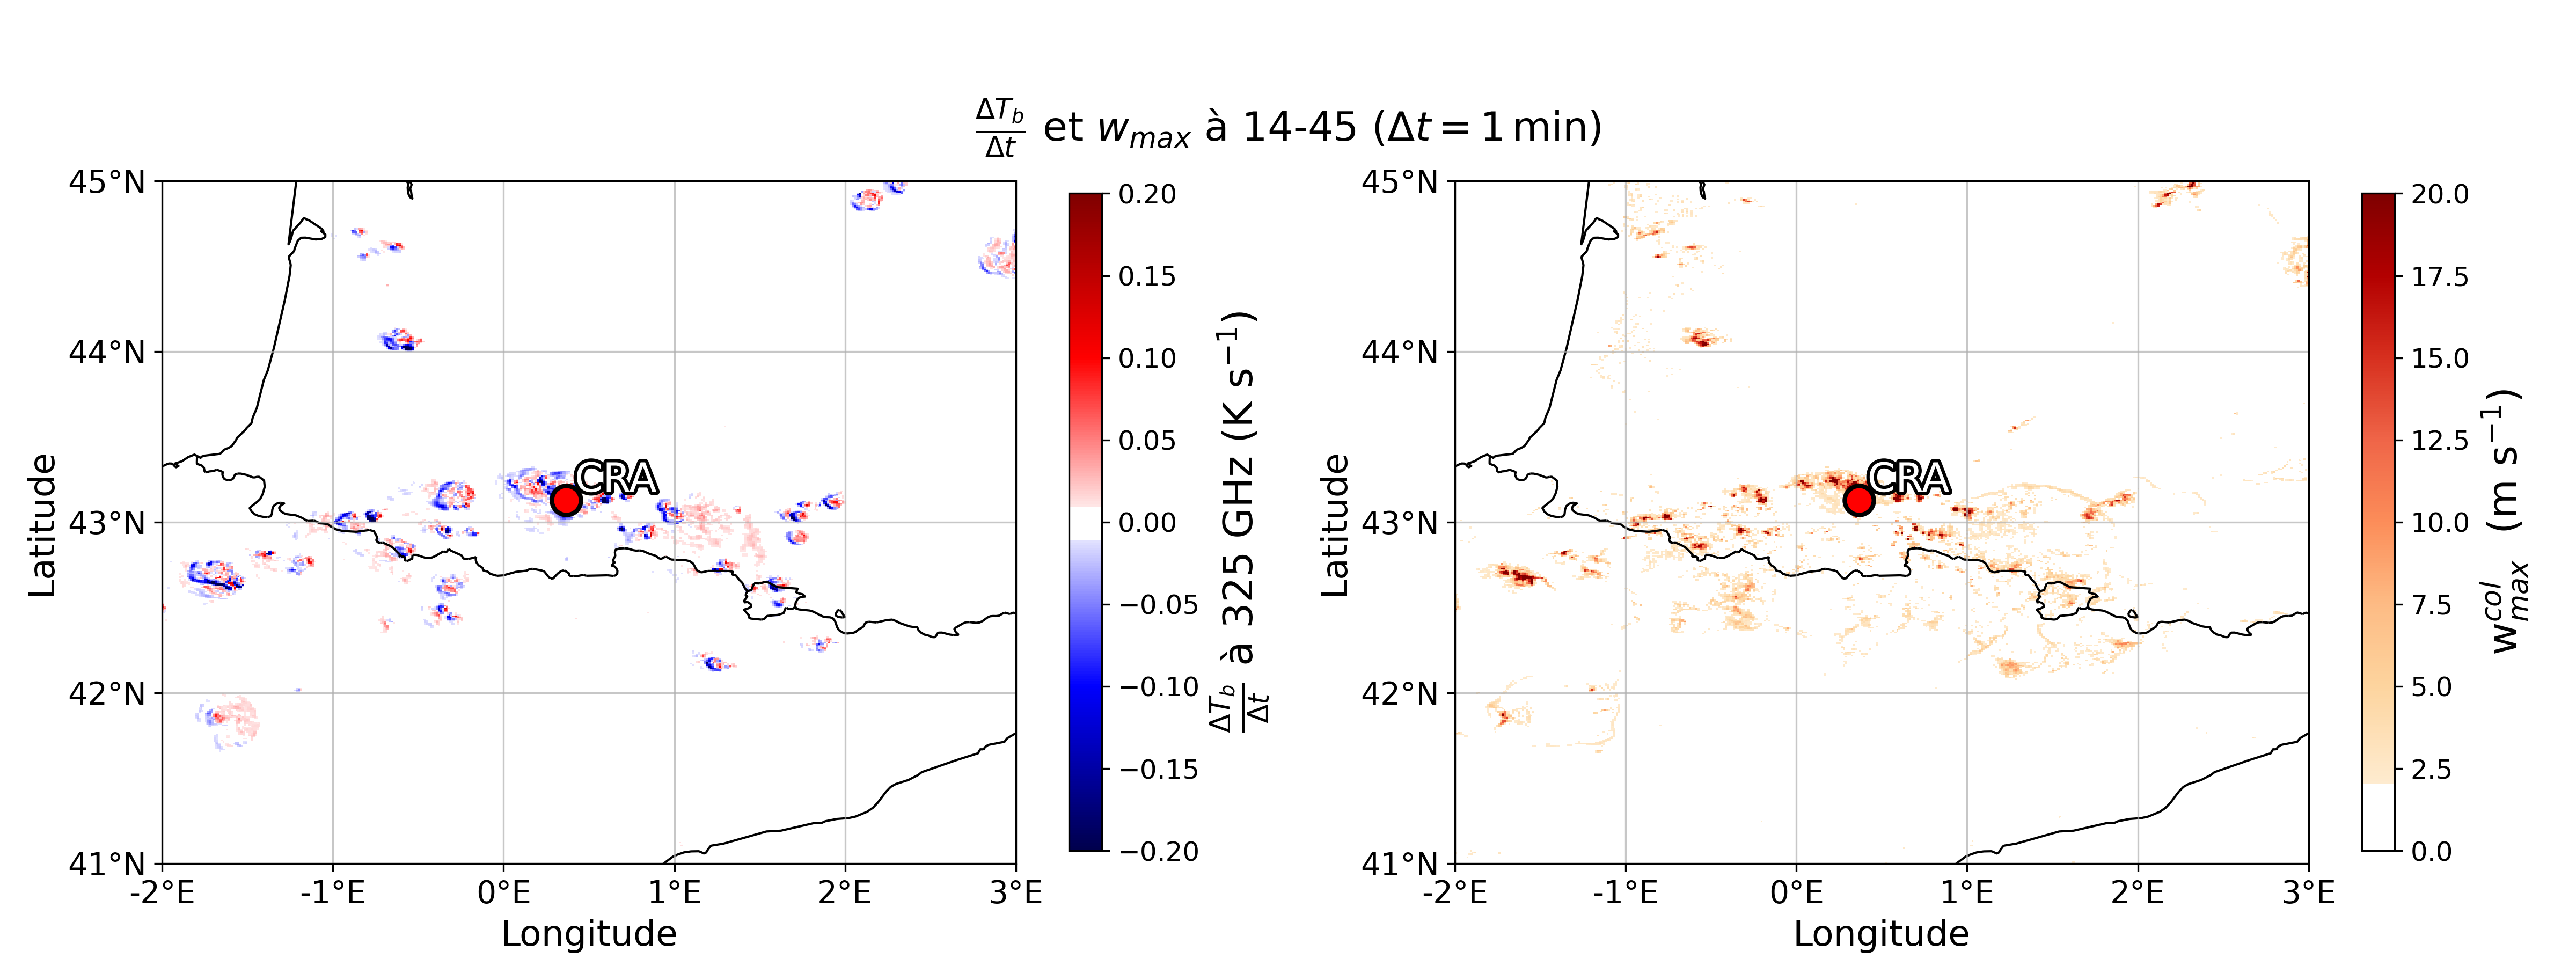 ΔT_b/Δt et w_max à 14-45 (Δt = 1 min)
45°N
44°N
43°N
42°N
41°N
-2°E -1°E 0°E 1°E 2°E 3°E
Longitude
Latitude
CRA
0.20
0.15
0.10
0.05
0.00
−0.05
−0.10
−0.15
−0.20
ΔT_b/Δt à 325 GHz (K s⁻¹)
45°N
44°N
43°N
42°N
41°N
-2°E -1°E 0°E 1°E 2°E 3°E
Longitude
Latitude
CRA
20.0
17.5
15.0
12.5
10.0
7.5
5.0
2.5
0.0
w_max^col (m s⁻¹)